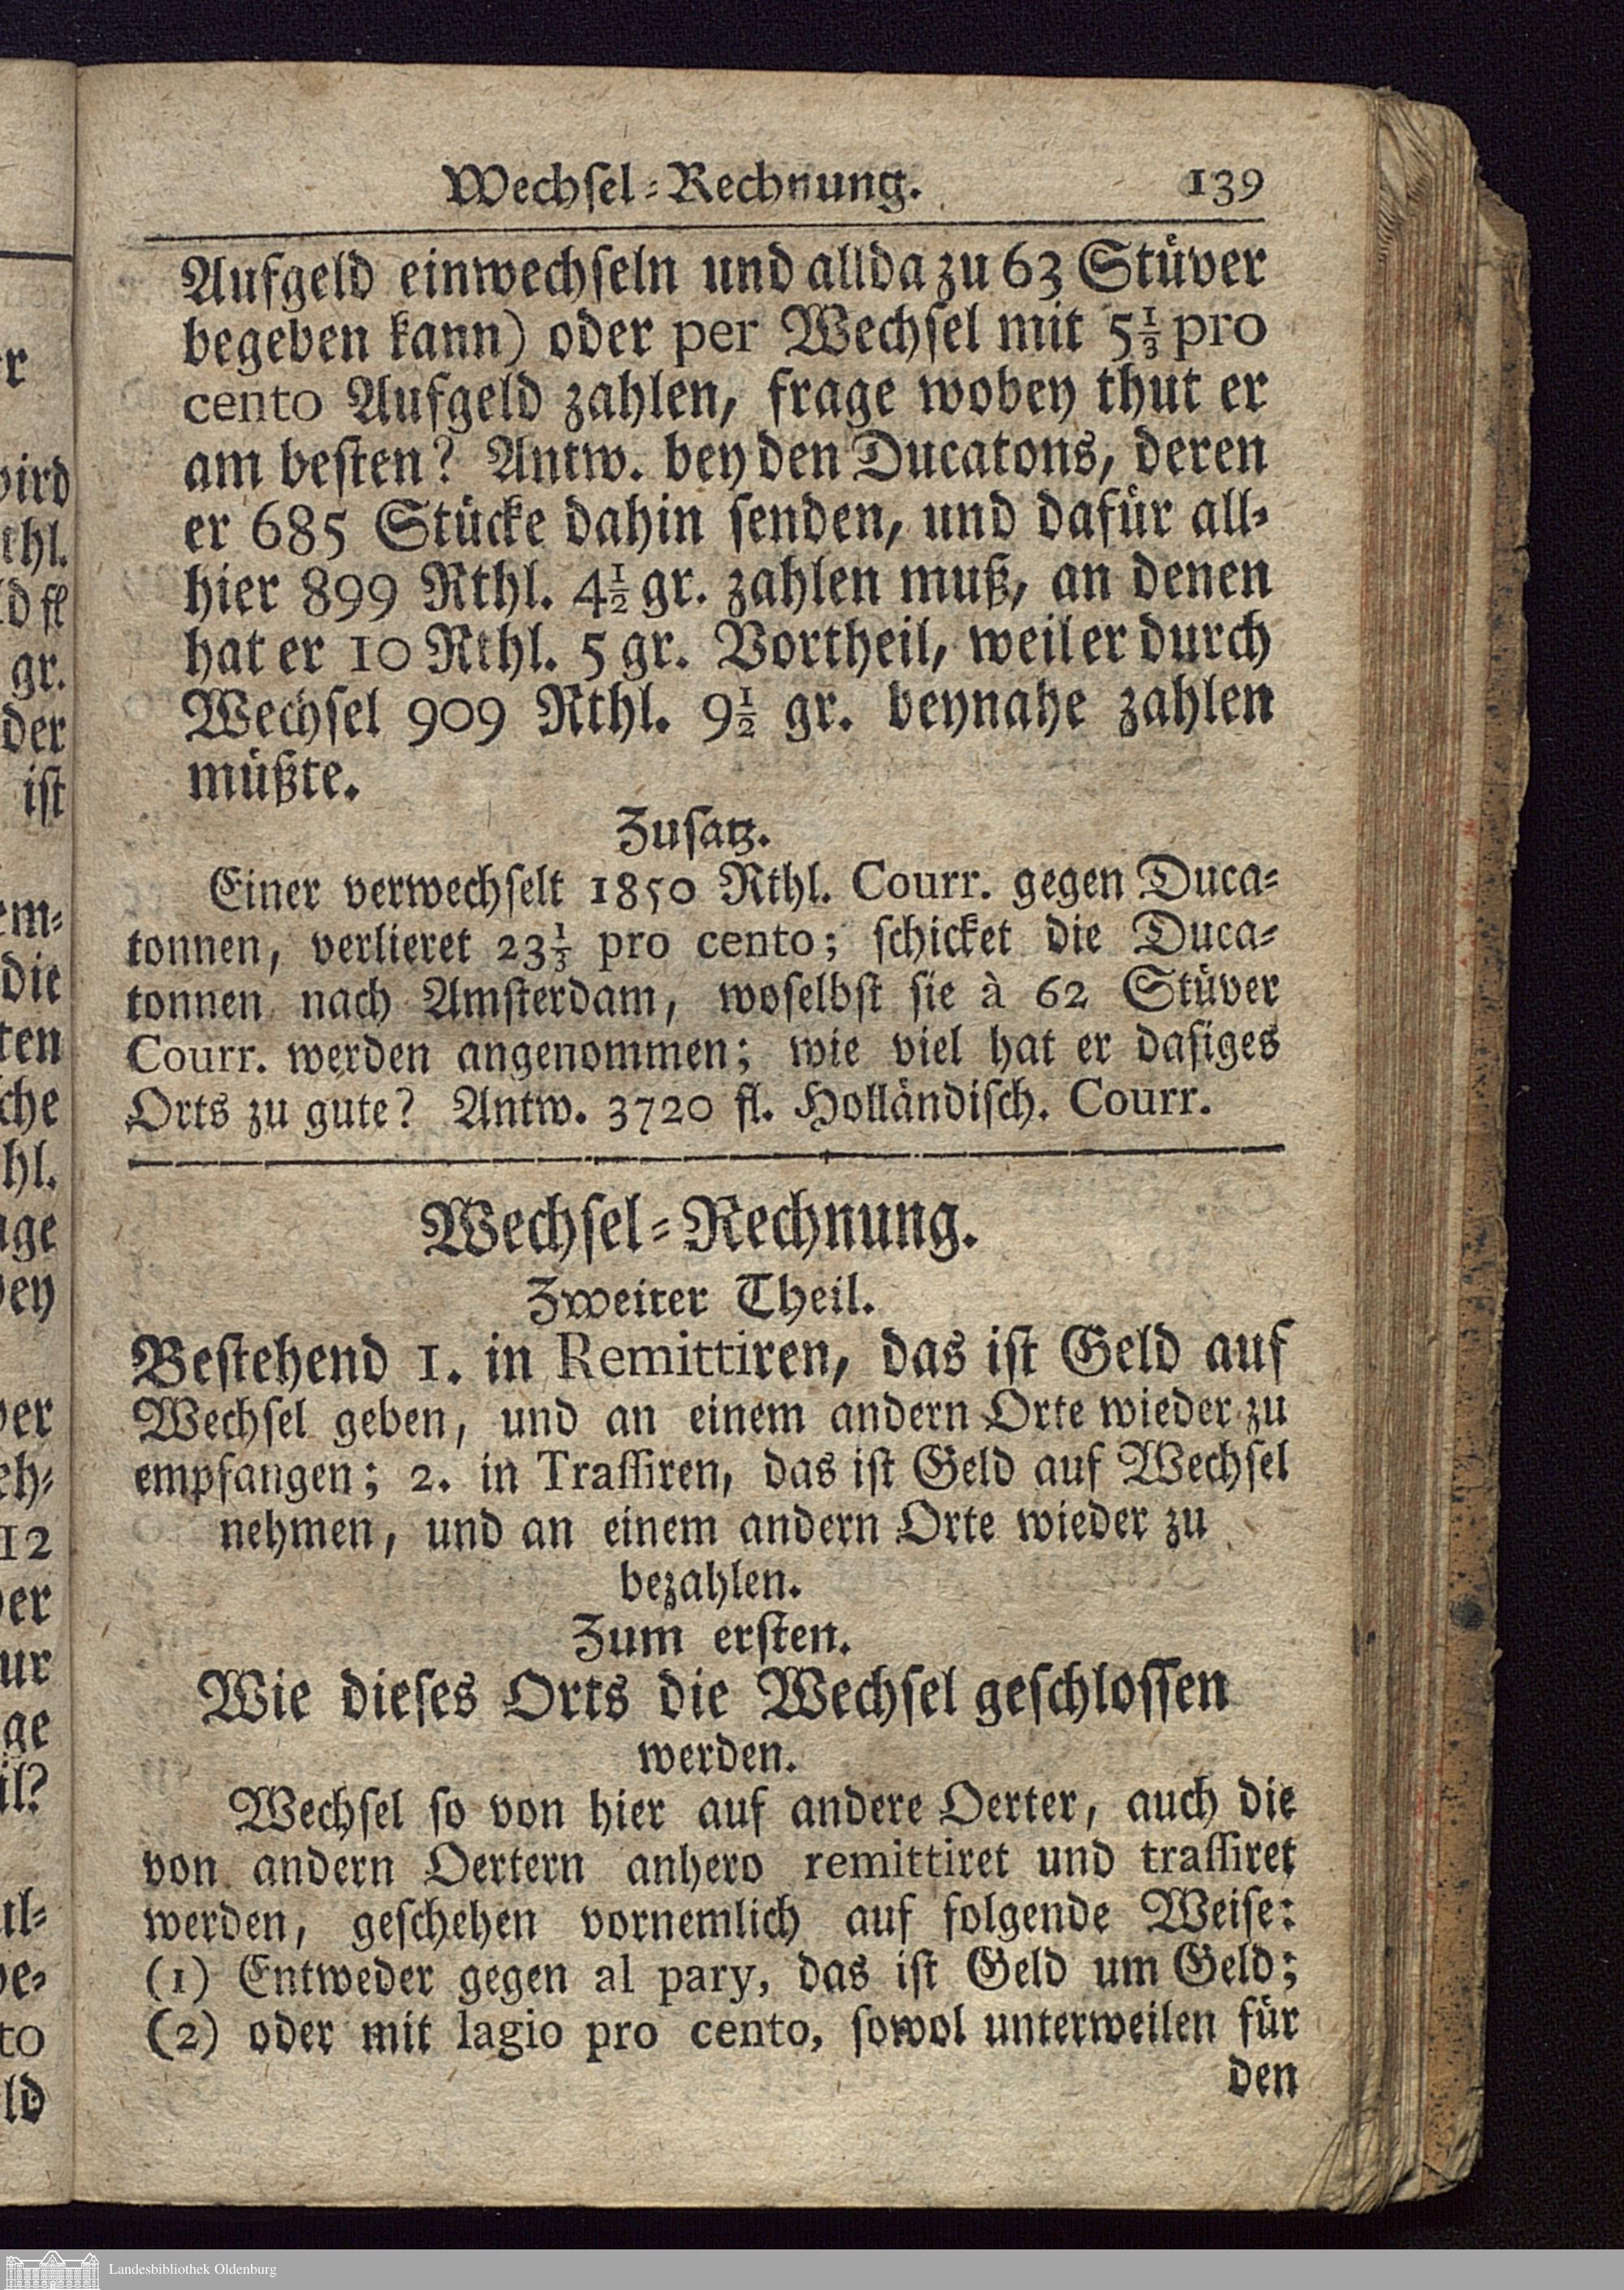 Wechsel-Rechnung. 139
Aufgeld einwechseln und allda zu 63 Stüver
begeben kann) oder per Wechsel mit 5 1/3 pro
cento Aufgeld zahlen, frage wobey thut er
am besten? Antw. bey den Ducatons, deren
er 685 Stücke dahin senden, und dafür all-
hier 899 Rthl. 4 1/2 gr. zahlen muß, an denen
hat er 10 Rthl. 5 gr. Vortheil, weil er durch
Wechsel 909 Rthl. 9 1/2 gr. beynahe zahlen
müßte.
Zusatz.
Einer verwechselt 1850 Rthl. Courr. gegen Duca-
tonnen, verlieret 23 1/3 pro cento; schicket die Duca-
tonnen nach Amsterdam, woselbst sie à 62 Stüver
Courr. werden angenommen; wie viel hat er dasiges
Orts zu gute? Antw. 3720 fl. Holländisch. Courr.
Wechsel-Rechnung.
Zweiter Theil.
Bestehend 1. in Remittiren, das ist Geld auf
Wechsel geben, und an einem andern Orte wieder zu
empfangen; 2. in Trassiren, das ist Geld auf Wechsel
nehmen, und an einem andern Orte wieder zu
bezahlen.
Zum ersten.
Wie dieses Orts die Wechsel geschlossen
werden.
Wechsel so von hier auf andere Oerter, auch die
von andern Oertern anhero remittiret und trassiret
werden, geschehen vornemlich auf folgende Weise:
(1) Entweder gegen al pary, das ist Geld um Geld;
(2) oder mit lagio pro cento, sowol unterweilen für
den
Landesbibliothek Oldenburg